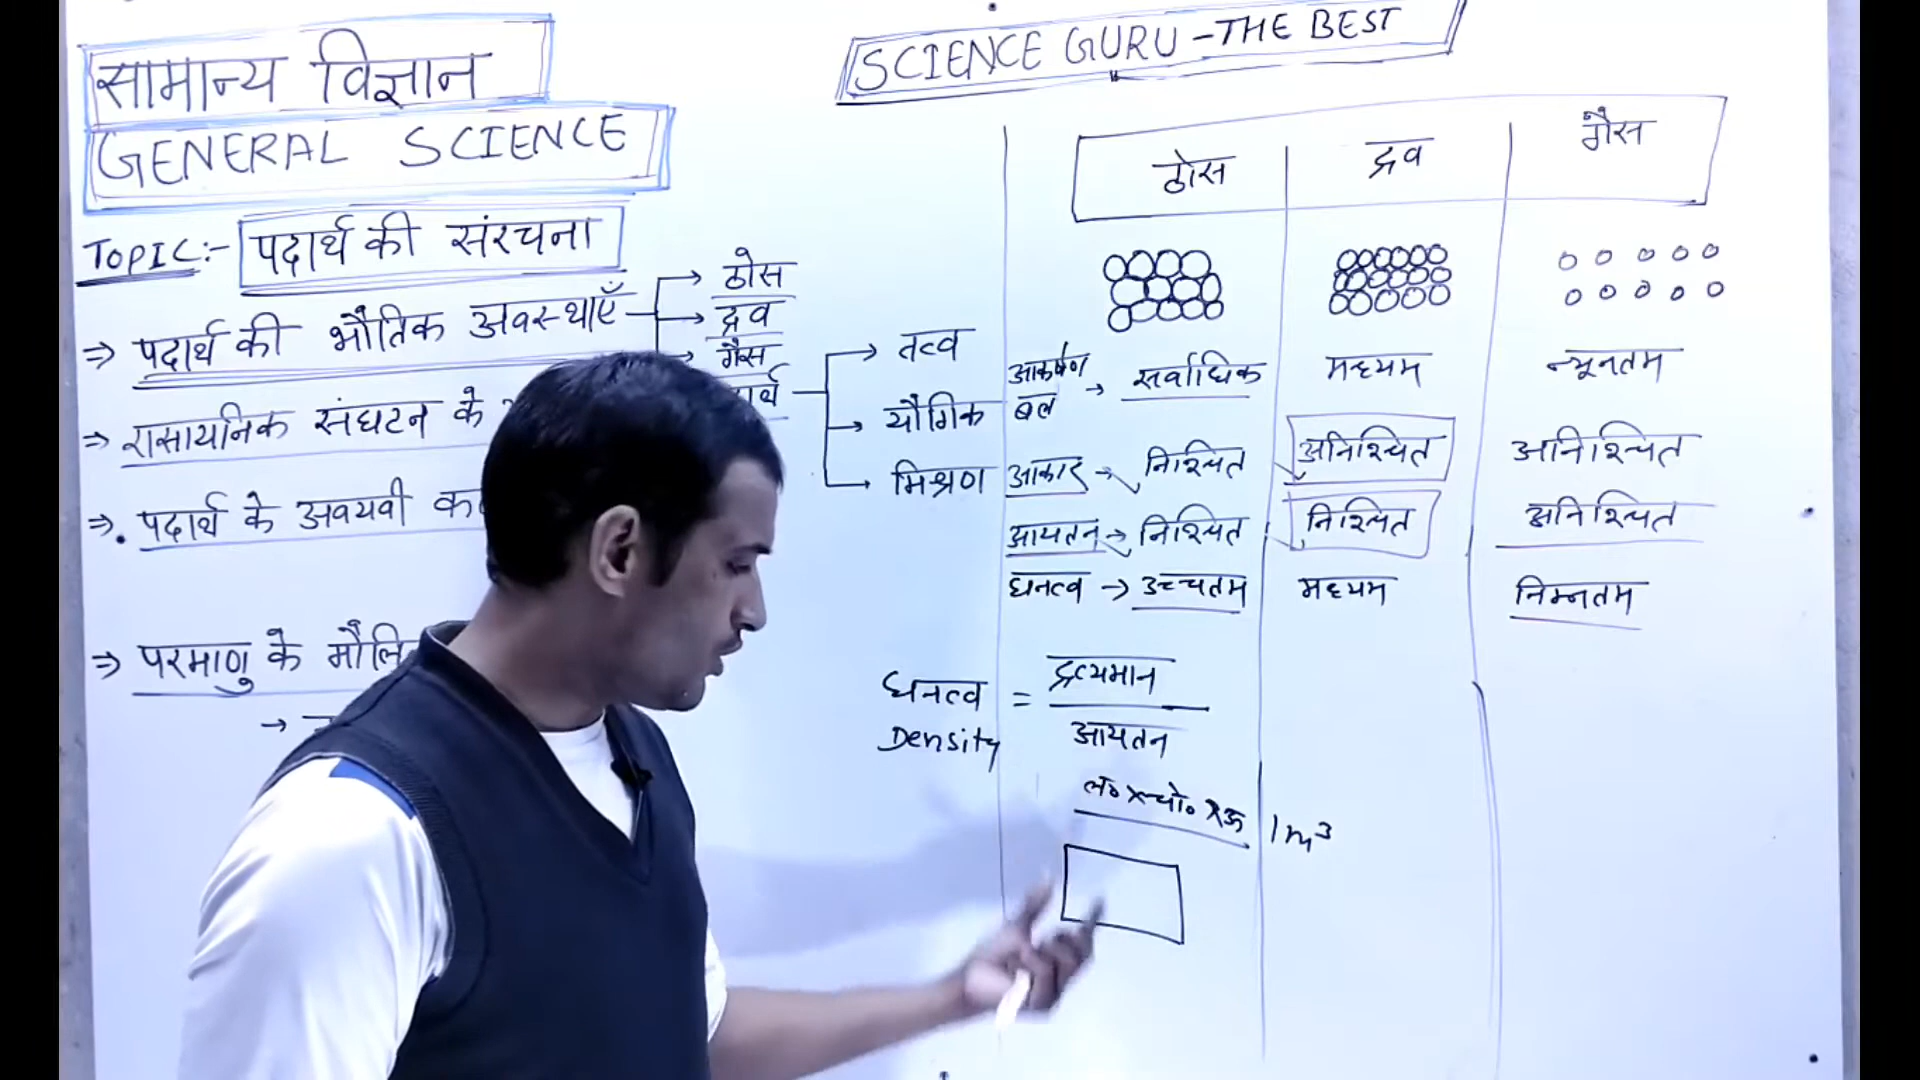 सामान्य विज्ञान
GENERAL SCIENCE
TOPIC:- पदार्थ की संरचना
⇒ पदार्थ की भौतिक अवस्थाएँ → ठोस
→ द्रव
→ गैस
⇒ रासायनिक संघटन के
→ तत्व
→ यौगिक
→ मिश्रण
⇒ पदार्थ के अवयवी
⇒ परमाणु के
SCIENCE GURU - THE BEST
ठोस द्रव गैस
आकर्षण बल → सर्वाधिक मध्यम न्यूनतम
आकार → निश्चित अनिश्चित अनिश्चित
आयतन → निश्चित निश्चित अनिश्चित
घनत्व → उच्चतम मध्यम निम्नतम
घनत्व = द्रव्यमान
Density आयतन
ल० × चौ० × ऊ 1m³